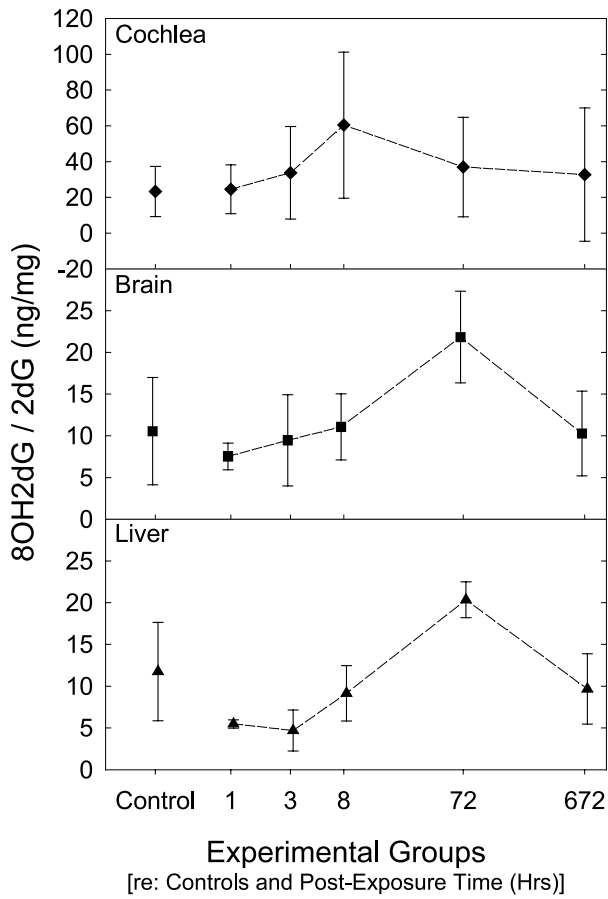 120
Cochlea
100
80
60
40
20
0
-20
Brain
25
20
15
10
5
0
Liver
25
20
15
10
5
0
8OH2dG / 2dG (ng/mg)
Control 1 3 8 72 672
Experimental Groups
[re: Controls and Post-Exposure Time (Hrs)]